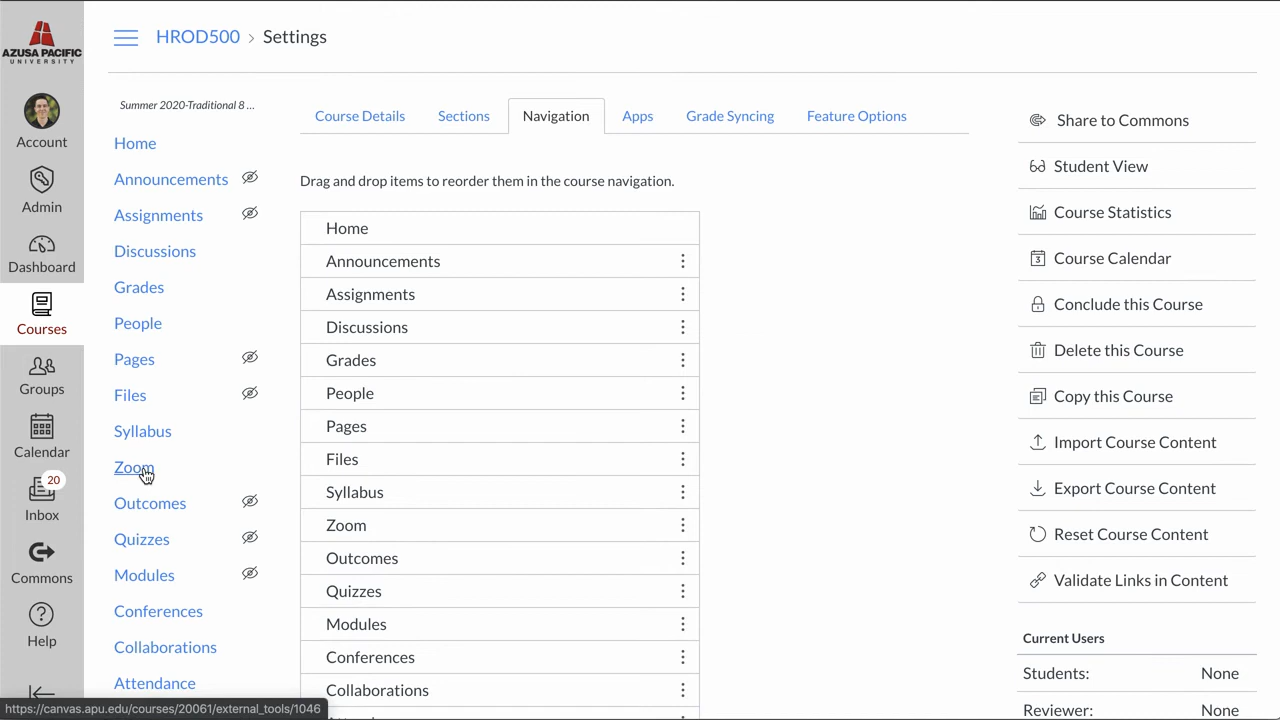 AZUSA PACIFIC
UNIVERSITY
Account
Admin
Dashboard
Courses
Groups
Calendar
20
Inbox
Commons
Help
HROD500 › Settings
Summer 2020-Traditional 8 ...
Home
Announcements
Assignments
Discussions
Grades
People
Pages
Files
Syllabus
Zoom
Outcomes
Quizzes
Modules
Conferences
Collaborations
Attendance
https://canvas.apu.edu/courses/20061/external_tools/1046
Course Details Sections Navigation Apps Grade Syncing Feature Options
Drag and drop items to reorder them in the course navigation.
Home
Announcements
Assignments
Discussions
Grades
People
Pages
Files
Syllabus
Zoom
Outcomes
Quizzes
Modules
Conferences
Collaborations
Share to Commons
Student View
Course Statistics
3
Course Calendar
Conclude this Course
Delete this Course
Copy this Course
Import Course Content
Export Course Content
Reset Course Content
Validate Links in Content
Current Users
Students: None
Reviewer: None